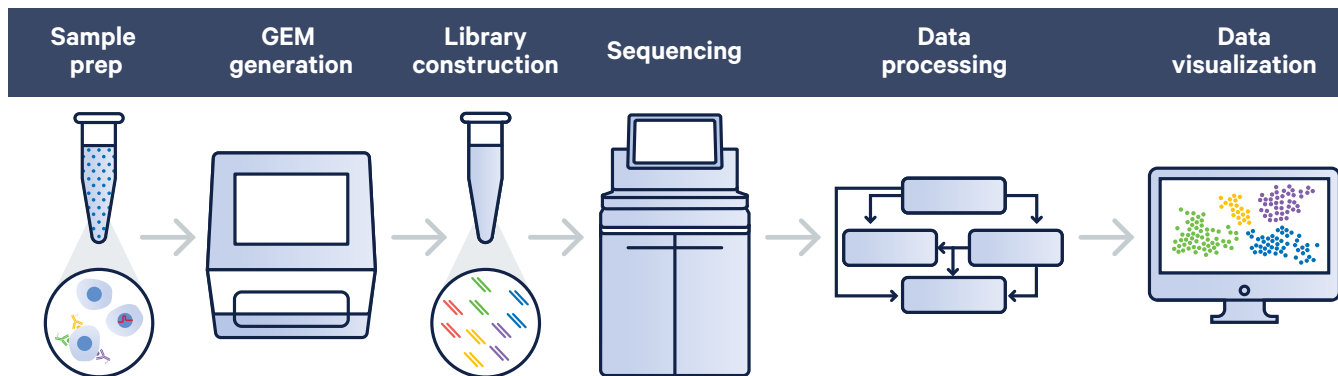 Sample
prep
GEM
generation
Library
construction
Sequencing
Data
processing
Data
visualization